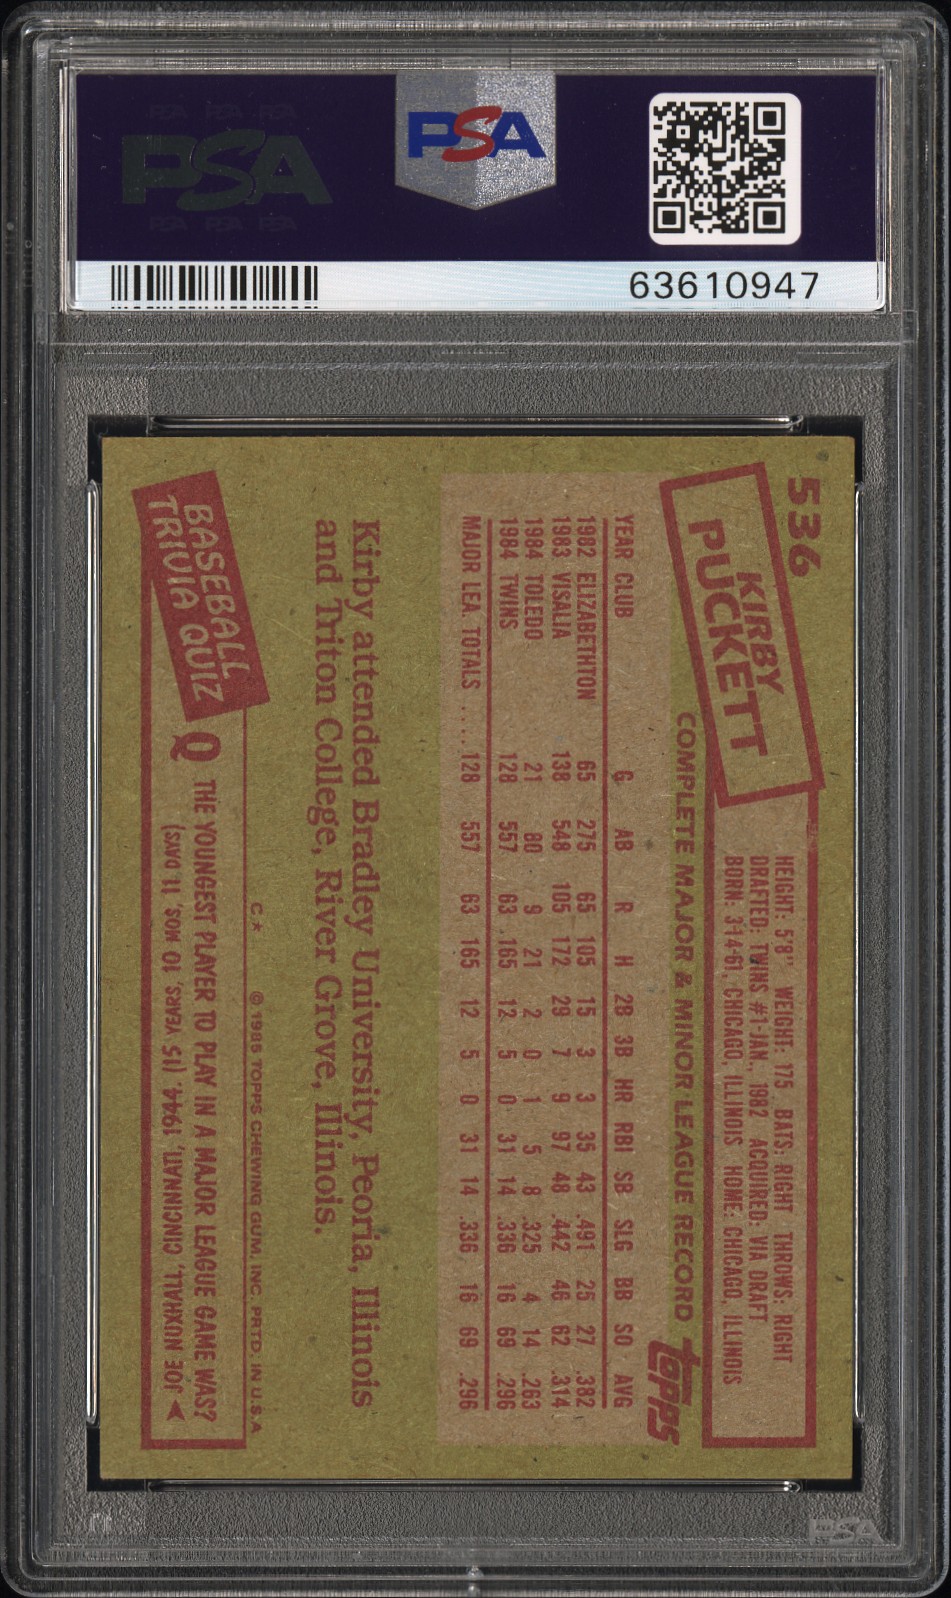 PSA PSA PSA
PSA
PSA PSA PSA
PSA
63610947
536
KIRBY
PUCKETT
HEIGHT: 5'8" WEIGHT: 175 BATS: RIGHT THROWS: RIGHT
DRAFTED: TWINS #1-JAN., 1982 ACQUIRED: VIA DRAFT
BORN: 3-14-61, CHICAGO, ILLINOIS HOME: CHICAGO, ILLINOIS
COMPLETE MAJOR & MINOR LEAGUE RECORD
topps
YEAR CLUB G AB R H 2B 3B HR RBI SB SLG BB SO AVG
1982 ELIZABETHTON 65 275 65 105 15 3 3 35 43 .491 25 27 .382
1983 VISALIA 138 548 105 172 29 7 9 97 48 .442 46 62 .314
1984 TOLEDO 21 80 9 21 2 0 1 5 8 .325 4 14 .263
1984 TWINS 128 557 63 165 12 5 0 31 14 .336 16 69 .296
MAJOR LEA. TOTALS .... 128 557 63 165 12 5 0 31 14 .336 16 69 .296
Kirby attended Bradley University, Peoria, Illinois
and Triton College, River Grove, Illinois.
C* © 1985 TOPPS CHEWING GUM, INC. PRTD. IN U.S.A
BASEBALL
TRIVIA QUIZ
Q THE YOUNGEST PLAYER TO PLAY IN A MAJOR LEAGUE GAME WAS?
JOE NUXHALL, CINCINNATI, 1944. (15 YEARS, 10 MOS, 11 DAYS)
PSA